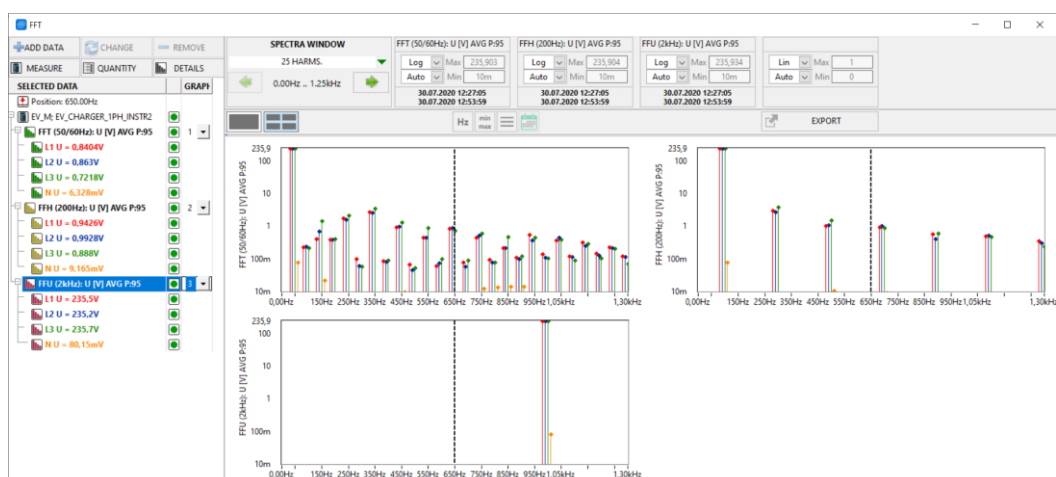 FFT
ADD DATA CHANGE REMOVE
MEASURE QUANTITY DETAILS
SELECTED DATA GRAPH
Position: 650.00Hz
EV_M; EV_CHARGER_1PH_INSTR2
FFT (50/60Hz): U [V] AVG P:95 1
L1 U = 0,8404V
L2 U = 0,863V
L3 U = 0,7218V
N U = 6,328mV
FFH (200Hz): U [V] AVG P:95 2
L1 U = 0,9426V
L2 U = 0,9928V
L3 U = 0,888V
N U = 9,165mV
FFU (2kHz): U [V] AVG P:95 3
L1 U = 235,5V
L2 U = 235,2V
L3 U = 235,7V
N U = 80,15mV
SPECTRA WINDOW
25 HARMS.
0.00Hz .. 1.25kHz
FFT (50/60Hz): U [V] AVG P:95
Log Max 235,903
Auto Min 10m
30.07.2020 12:27:05
30.07.2020 12:53:59
FFH (200Hz): U [V] AVG P:95
Log Max 235,904
Auto Min 10m
30.07.2020 12:27:05
30.07.2020 12:53:59
FFU (2kHz): U [V] AVG P:95
Log Max 235,934
Auto Min 10m
30.07.2020 12:27:05
30.07.2020 12:53:59
Lin Max 1
Auto Min 0
Hz min max
EXPORT
FFT (50/60Hz): U [V] AVG P:95
235,9
100
10
1
100m
10m
0,00Hz 150Hz 250Hz 350Hz 450Hz 550Hz 650Hz 750Hz 850Hz 950Hz 1.05kHz 1,30kHz
FFH (200Hz): U [V] AVG P:95
235,9
100
10
1
100m
10m
0,00Hz 150Hz 250Hz 350Hz 450Hz 550Hz 650Hz 750Hz 850Hz 950Hz 1.05kHz 1,30kHz
FFU (2kHz): U [V] AVG P:95
235,9
100
10
1
100m
10m
0,00Hz 150Hz 250Hz 350Hz 450Hz 550Hz 650Hz 750Hz 850Hz 950Hz 1.05kHz 1,30kHz